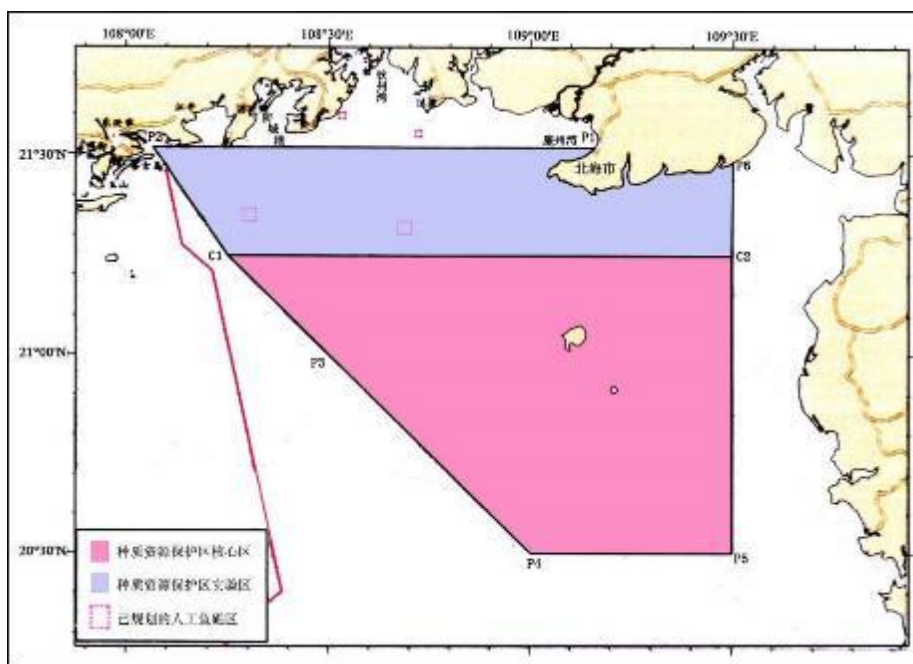 108°00'E 108°30'E 109°00'E 109°30'E
21°30'N
P2
廉州湾 P1
北海市
P6
C1
C2
21°00'N
P3
20°30'N
P4
P5
种质资源保护区核心区
种质资源保护区实验区
已规划的人工鱼礁区